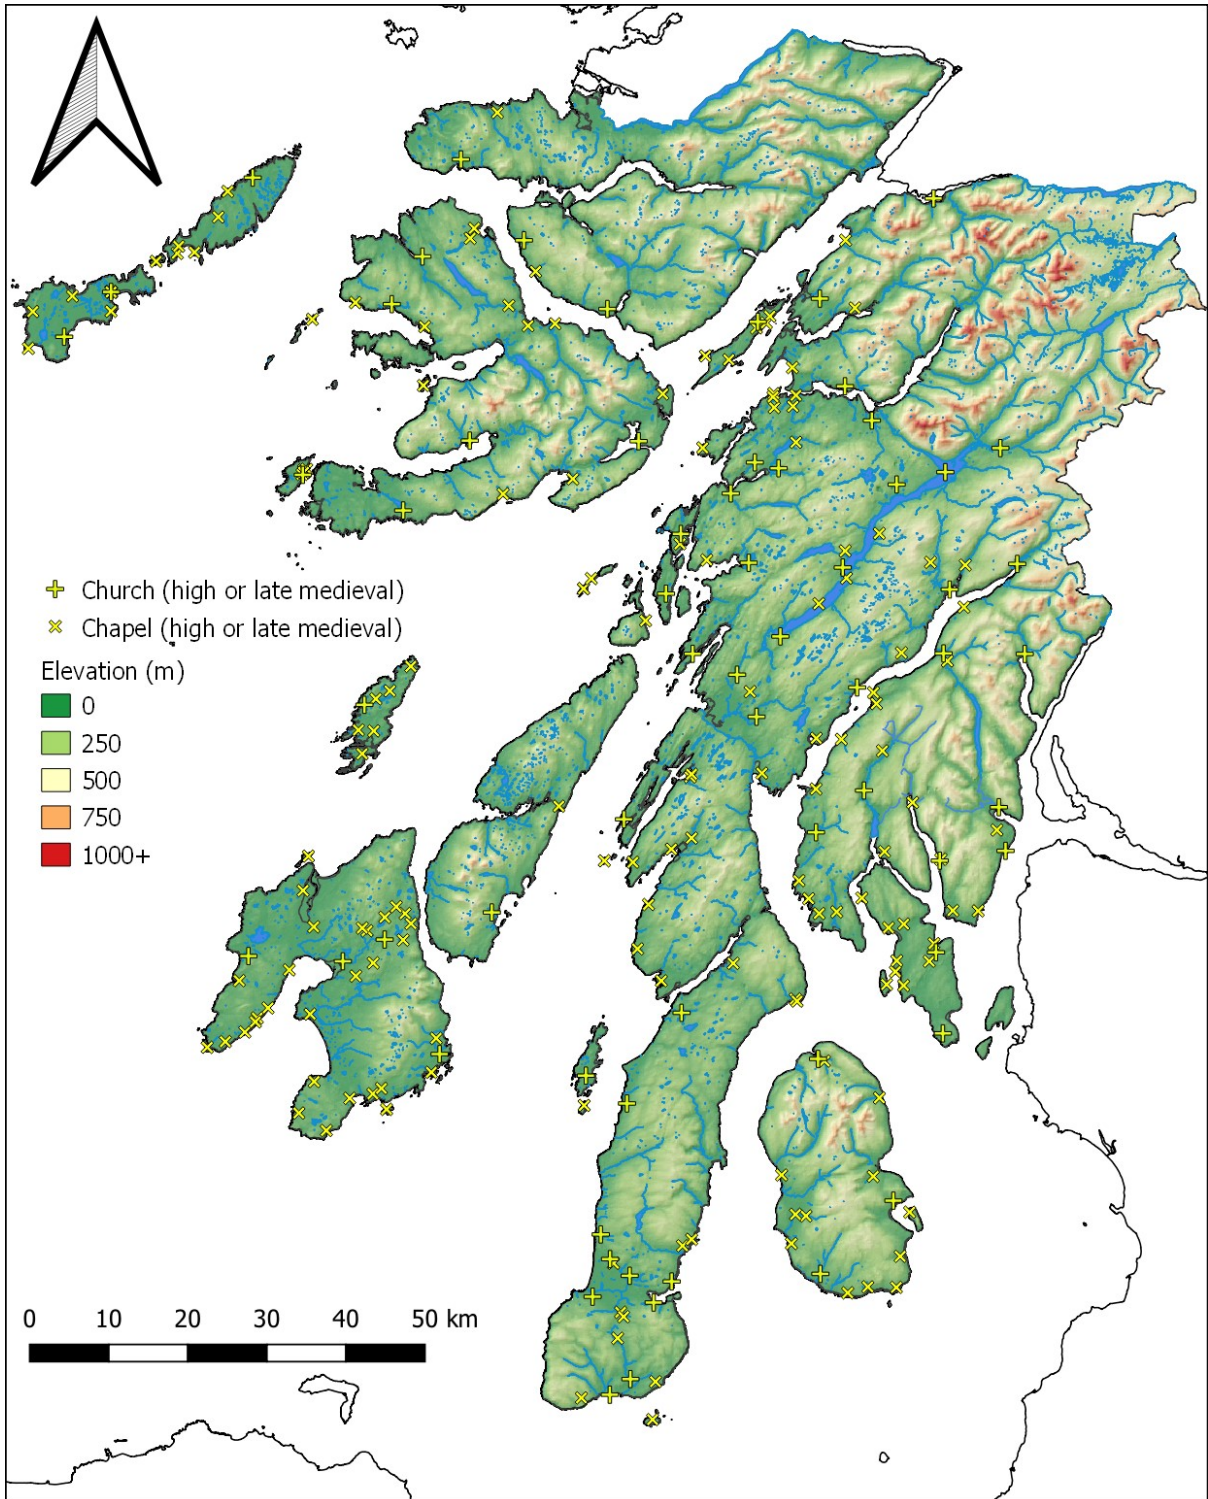 Church (high or late medieval)
Chapel (high or late medieval)
Elevation (m)
0
250
500
750
1000+
0 10 20 30 40 50 km